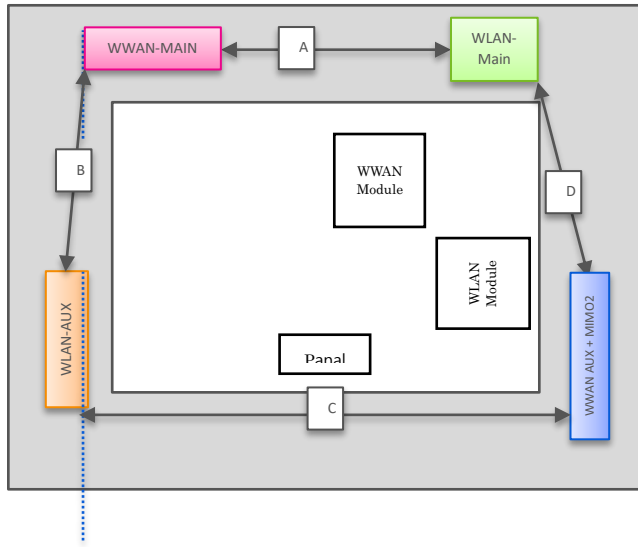 WWAN-MAIN
A
WLAN-
Main
B
D
WWAN
Module
WLAN
Module
WLAN-AUX
WWAN AUX + MIMO2
Panal
C